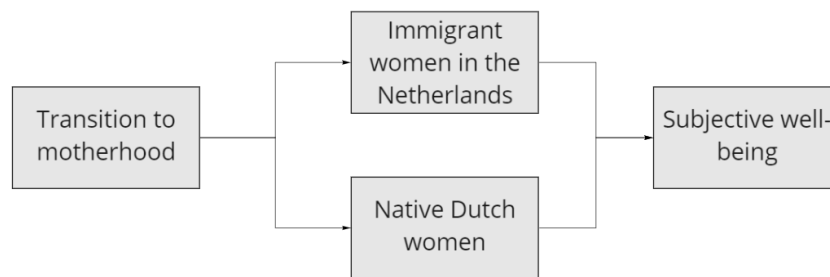 Transition to
motherhood
Immigrant
women in the
Netherlands
Native Dutch
women
Subjective well-
being